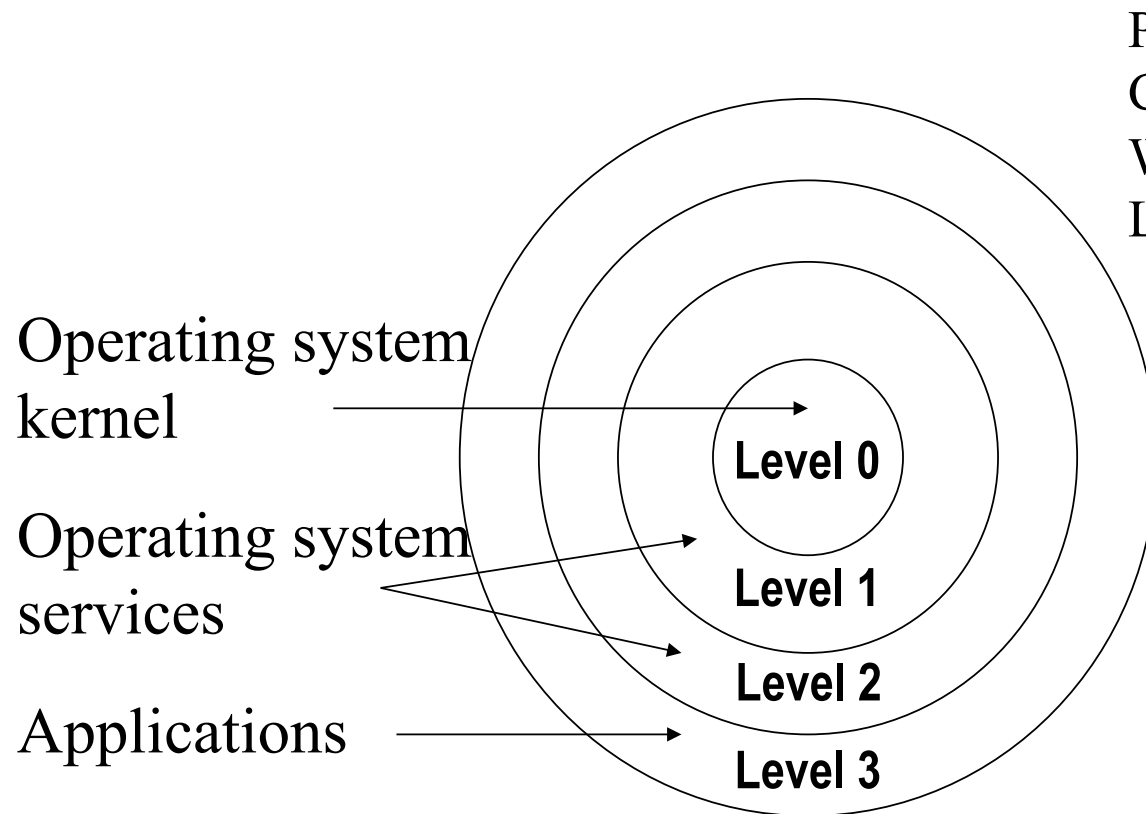 Operating system
kernel
Level 0
Operating system
services
Level 1
Level 2
Applications
Level 3